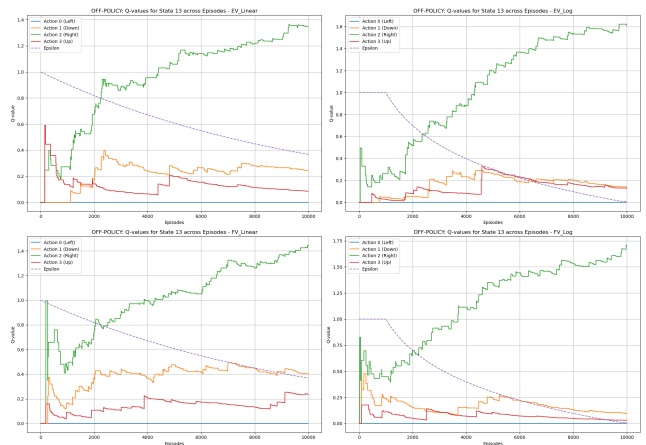 OFF-POLICY: Q-values for State 13 across Episodes - EV_Linear
Action 0 (Left)
Action 1 (Down)
Action 2 (Right)
Action 3 (Up)
Epsilon
1.4
1.2
1.0
0.8
0.6
0.4
0.2
0.0
Q-value
0
2000
4000
6000
8000
10000
Episodes
OFF-POLICY: Q-values for State 13 across Episodes - EV_Log
Action 0 (Left)
Action 1 (Down)
Action 2 (Right)
Action 3 (Up)
Epsilon
1.6
1.4
1.2
1.0
0.8
0.6
0.4
0.2
0.0
Q-value
0
2000
4000
6000
8000
10000
Episodes
OFF-POLICY: Q-values for State 13 across Episodes - FV_Linear
Action 0 (Left)
Action 1 (Down)
Action 2 (Right)
Action 3 (Up)
Epsilon
1.4
1.2
1.0
0.8
0.6
0.4
0.2
0.0
Q-value
0
2000
4000
6000
8000
10000
Episodes
OFF-POLICY: Q-values for State 13 across Episodes - FV_Log
Action 0 (Left)
Action 1 (Down)
Action 2 (Right)
Action 3 (Up)
Epsilon
1.75
1.50
1.25
1.00
0.75
0.50
0.25
0.00
Q-value
0
2000
4000
6000
8000
10000
Episodes